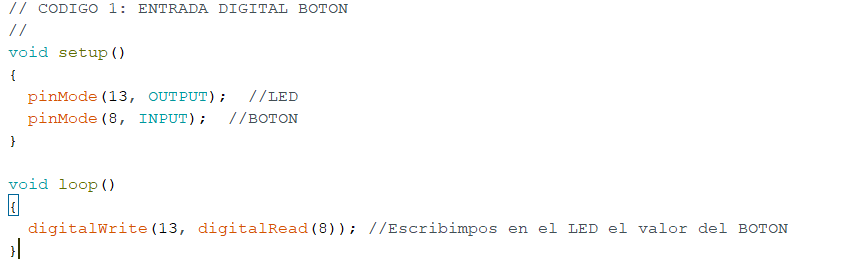 // CODIGO 1: ENTRADA DIGITAL BOTON
//
void setup()
{
  pinMode(13, OUTPUT);  //LED
  pinMode(8, INPUT);  //BOTON
}

void loop()
{
  digitalWrite(13, digitalRead(8)); //Escribimpos en el LED el valor del BOTON
}